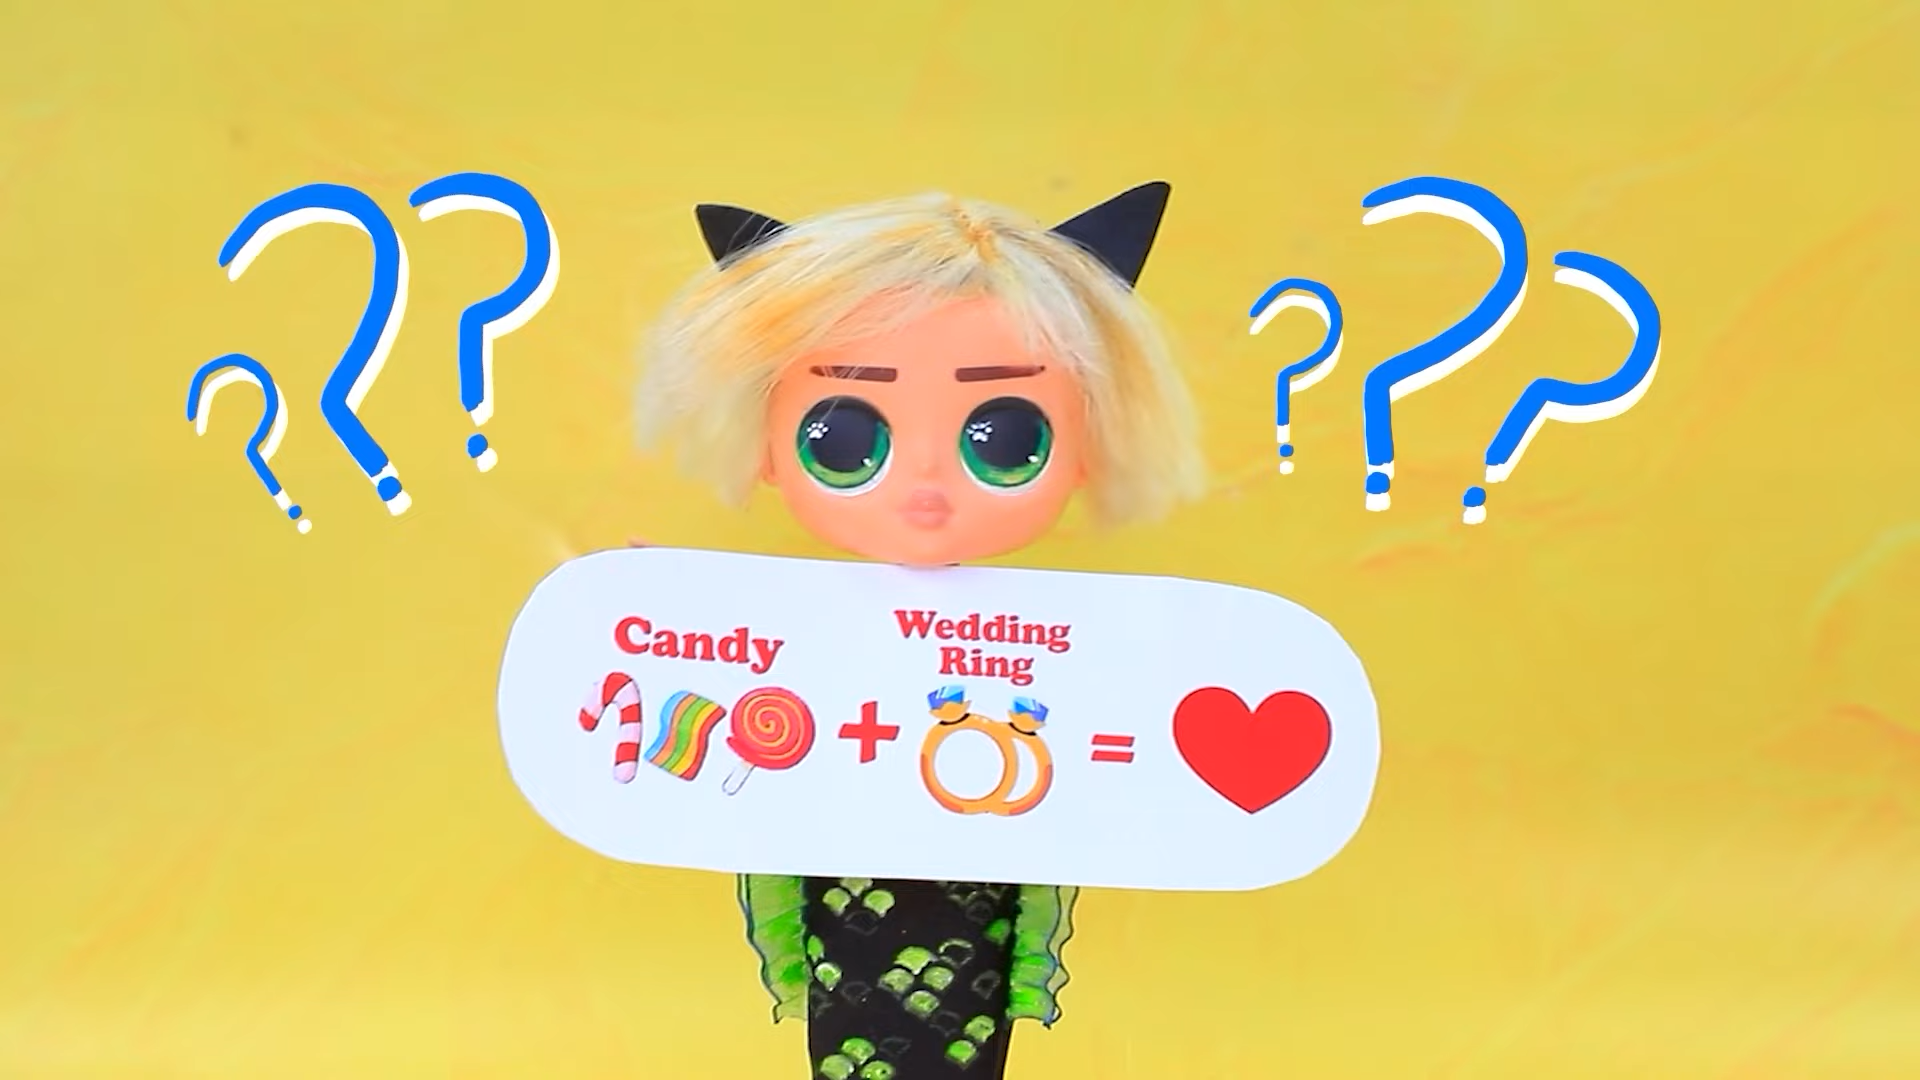 ? ? ? ? ? ?
Candy
Wedding
Ring
+ =